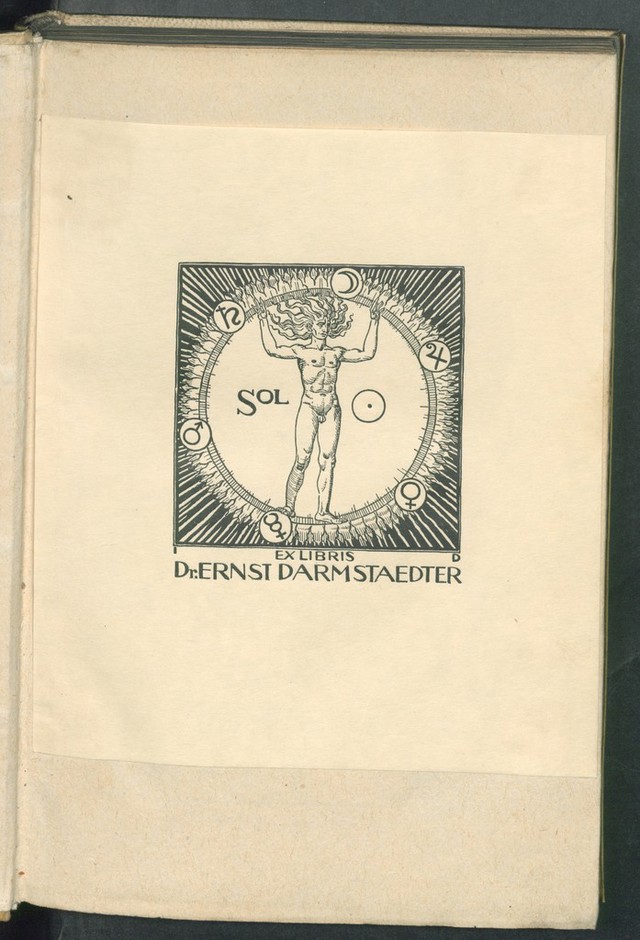 SOL
I D
EX LIBRIS
Dr. ERNST DARMSTAEDTER